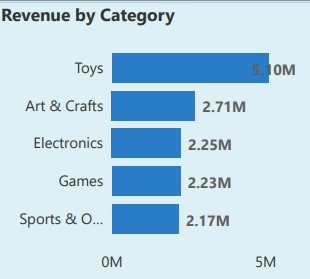 Revenue by Category
Toys 5.10M
Art & Crafts 2.71M
Electronics 2.25M
Games 2.23M
Sports & O... 2.17M
0M 5M